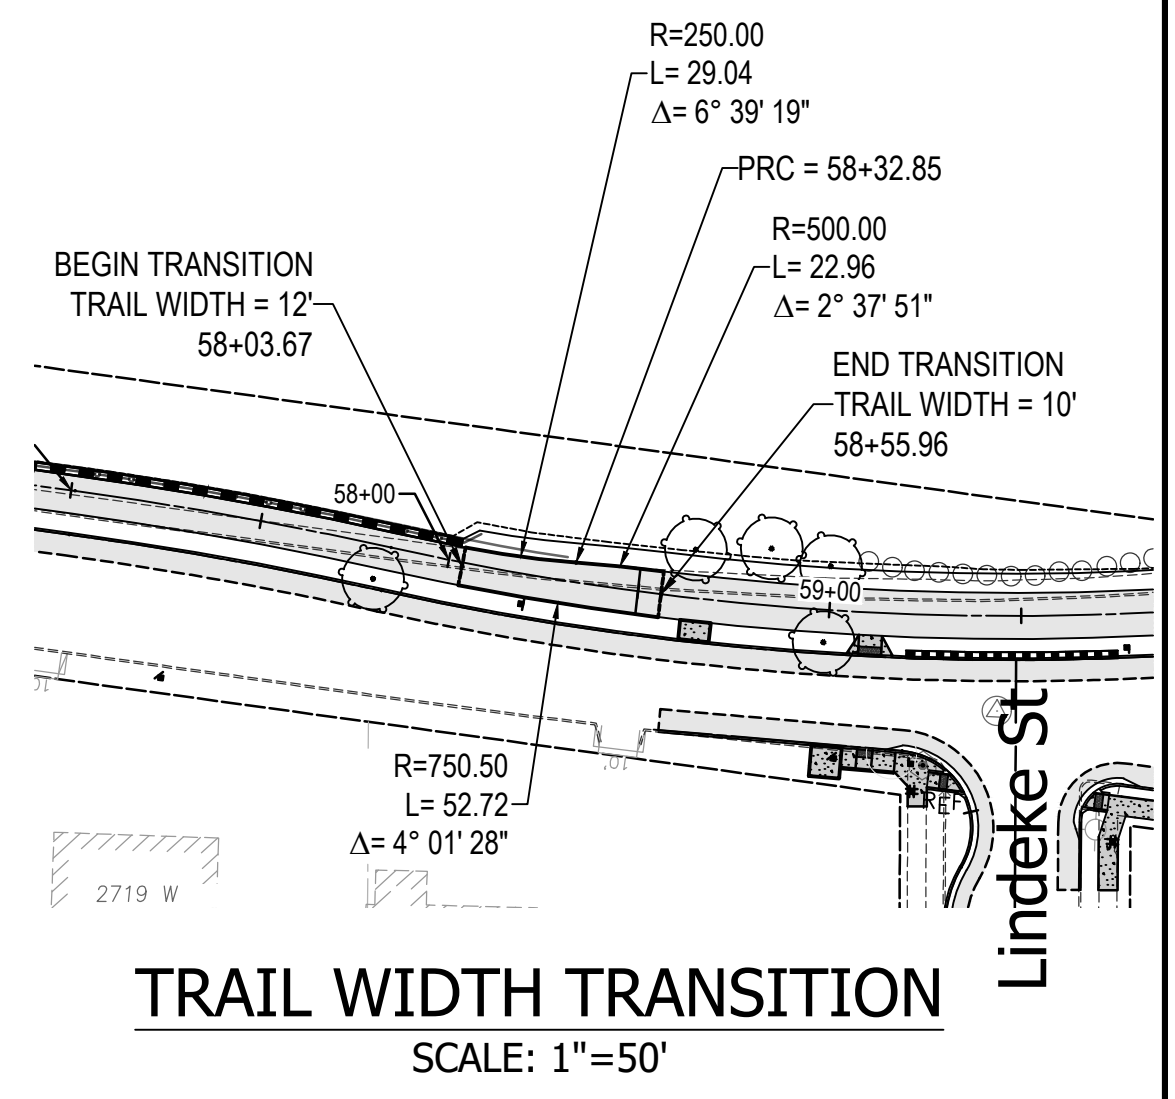 R=250.00
L= 29.04
Δ= 6° 39' 19"
PRC = 58+32.85
R=500.00
L= 22.96
Δ= 2° 37' 51"
BEGIN TRANSITION
TRAIL WIDTH = 12'
58+03.67
END TRANSITION
TRAIL WIDTH = 10'
58+55.96
58+00
59+00
10'
10'
R=750.50
L= 52.72
Δ= 4° 01' 28"
REF
Lindeke St
2719 W
TRAIL WIDTH TRANSITION
SCALE: 1"=50'